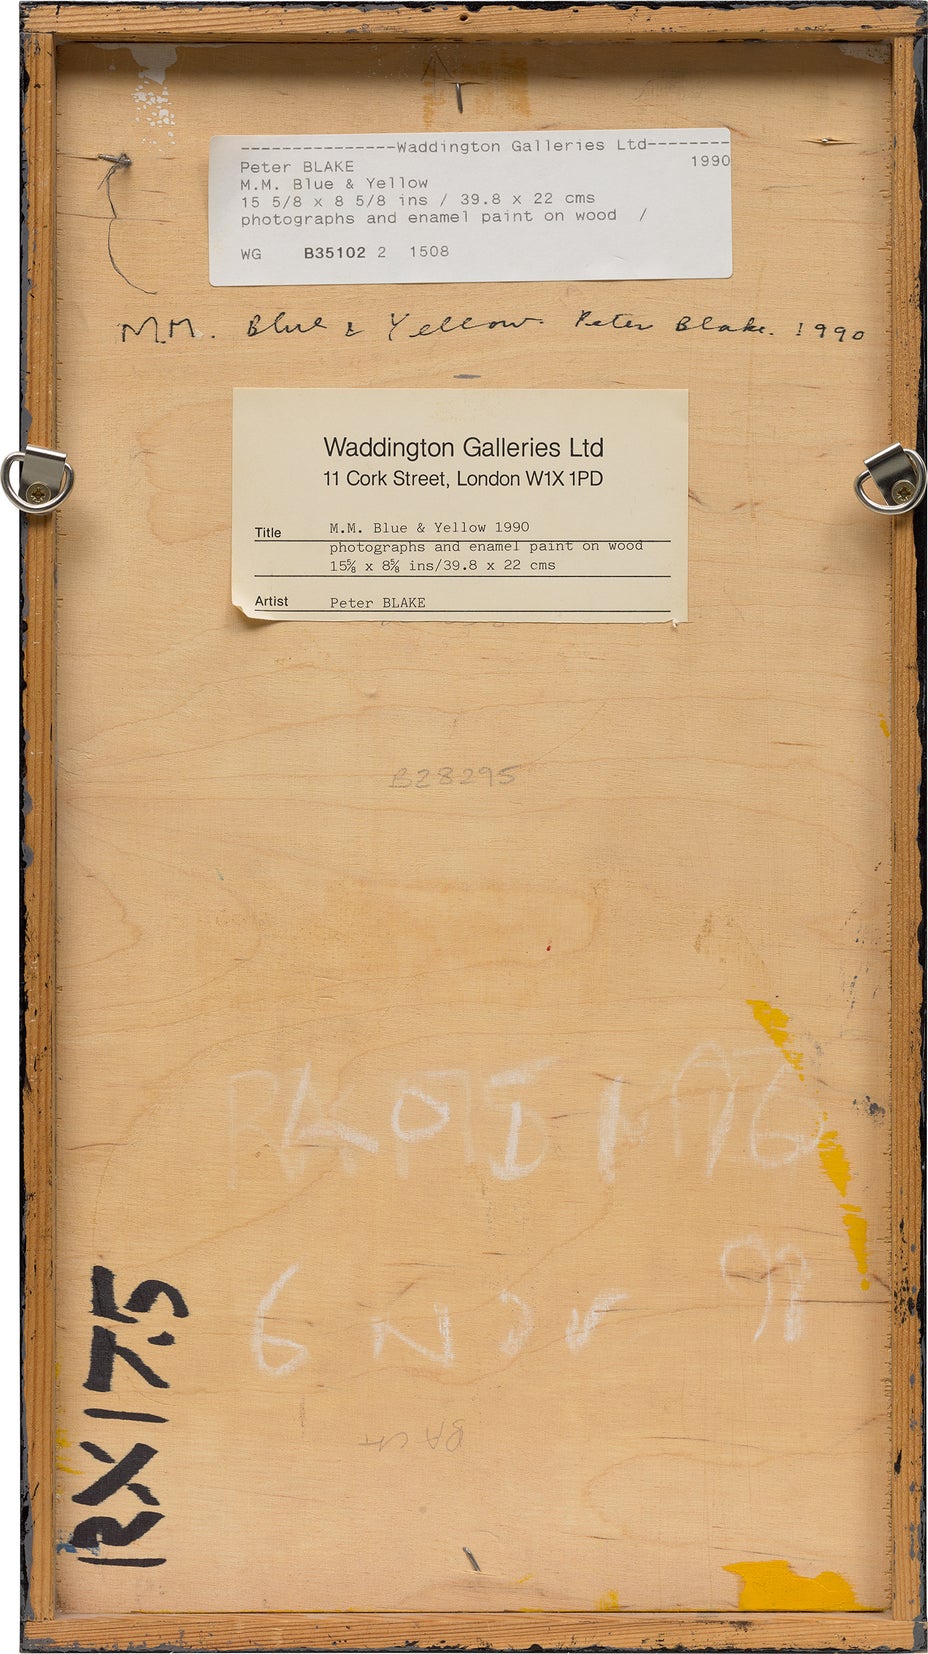 ---------------Waddington Galleries Ltd--------
Peter BLAKE 1990
M.M. Blue & Yellow
15 5/8 x 8 5/8 ins / 39.8 x 22 cms
photographs and enamel paint on wood /
WG B35102 2 1508
M.M. Blue & Yellow. Peter Blake. 1990
Waddington Galleries Ltd
11 Cork Street, London W1X 1PD
Title M.M. Blue & Yellow 1990
photographs and enamel paint on wood
15⅝ x 8⅝ ins/39.8 x 22 cms
Artist Peter BLAKE
B28295
6 NOV
RX175